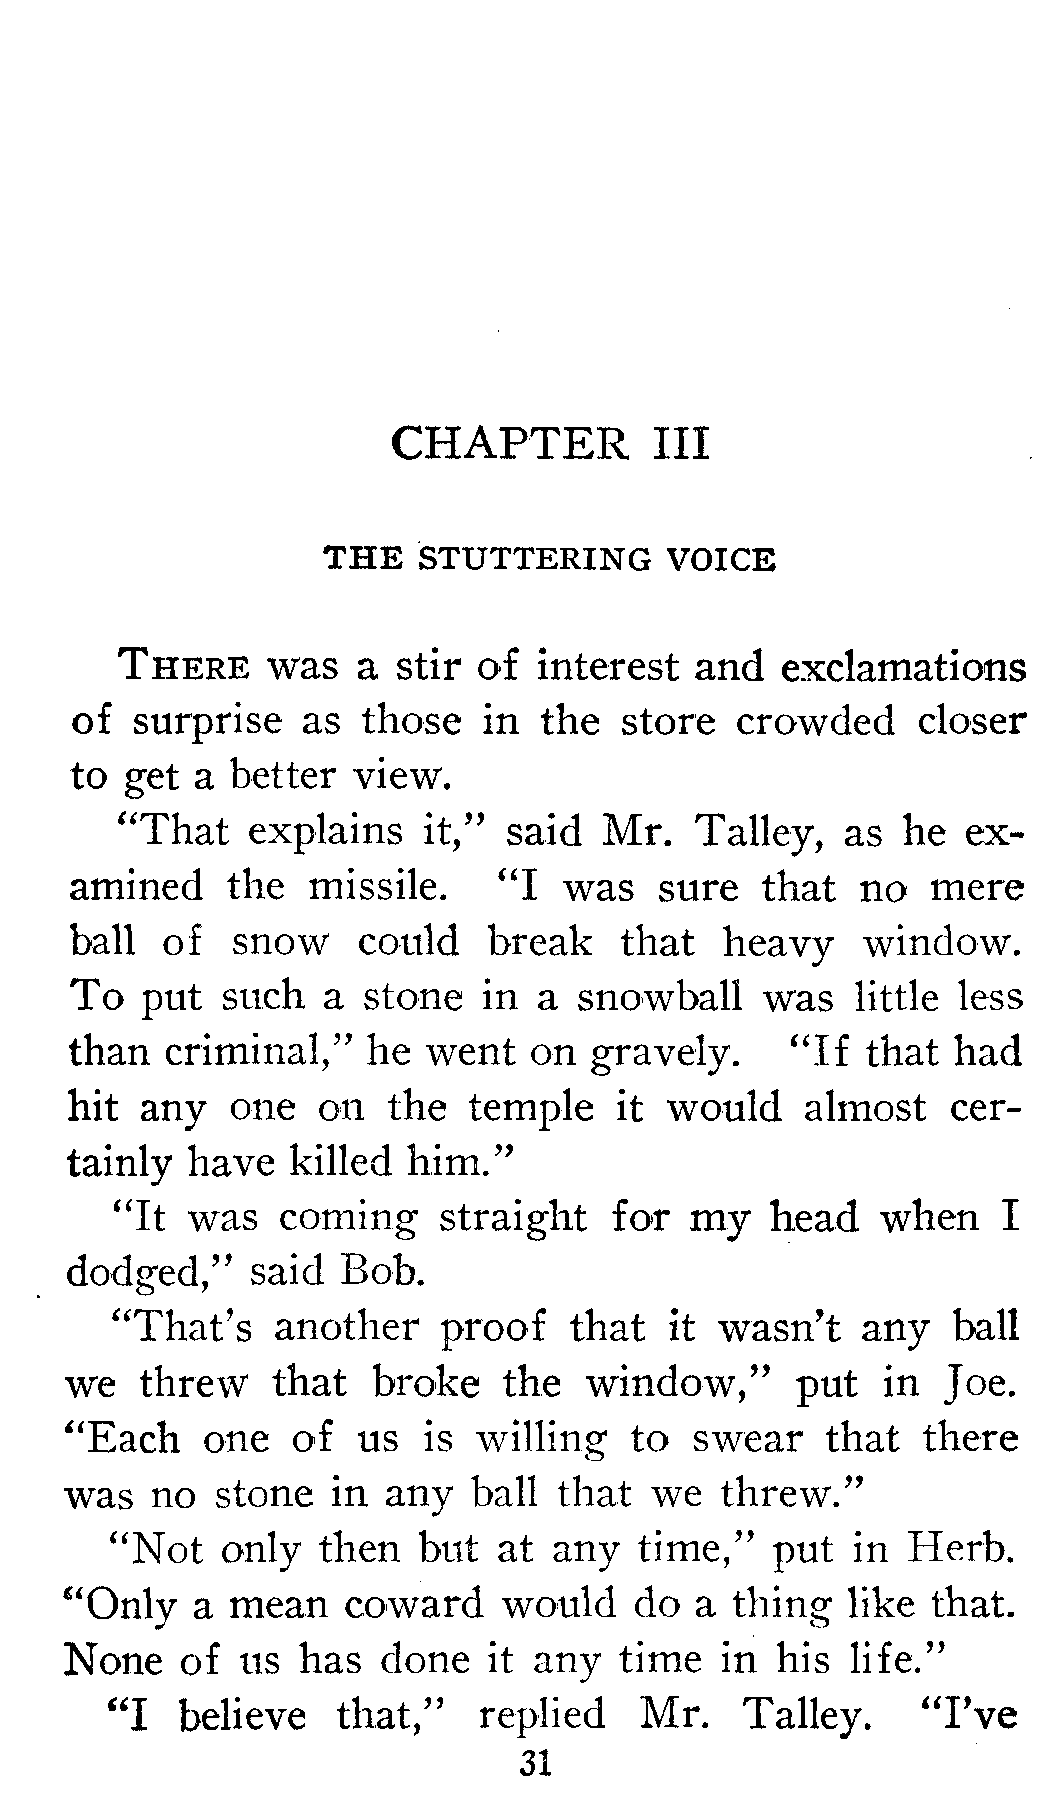 CHAPTER III
THE STUTTERING VOICE
THERE was a stir of interest and exclamations
of surprise as those in the store crowded closer
to get a better view.
“That explains it,” said Mr. Talley, as he ex-
amined the missile. “I was sure that no mere
ball of snow could break that heavy window.
To put such a stone in a snowball was little less
than criminal,” he went on gravely. “If that had
hit any one on the temple it would almost cer-
tainly have killed him.”
“It was coming straight for my head when I
dodged,” said Bob.
“That’s another proof that it wasn’t any ball
we threw that broke the window,” put in Joe.
“Each one of us is willing to swear that there
was no stone in any ball that we threw.”
“Not only then but at any time,” put in Herb.
“Only a mean coward would do a thing like that.
None of us has done it any time in his life.”
“I believe that,” replied Mr. Talley. “I’ve
31